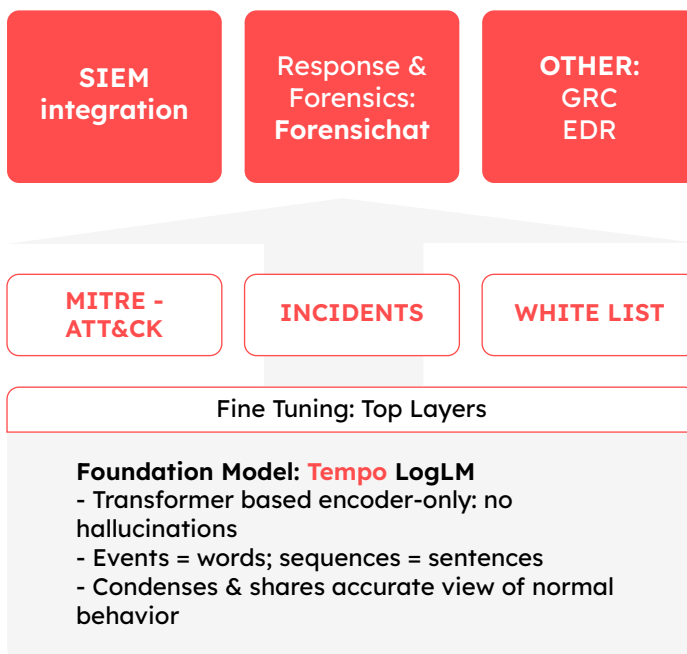 SIEM
integration
Response &
Forensics:
Forensichat
OTHER:
GRC
EDR
MITRE -
ATT&CK
INCIDENTS
WHITE LIST
Fine Tuning: Top Layers
Foundation Model: Tempo LogLM
- Transformer based encoder-only: no
hallucinations
- Events = words; sequences = sentences
- Condenses & shares accurate view of normal
behavior